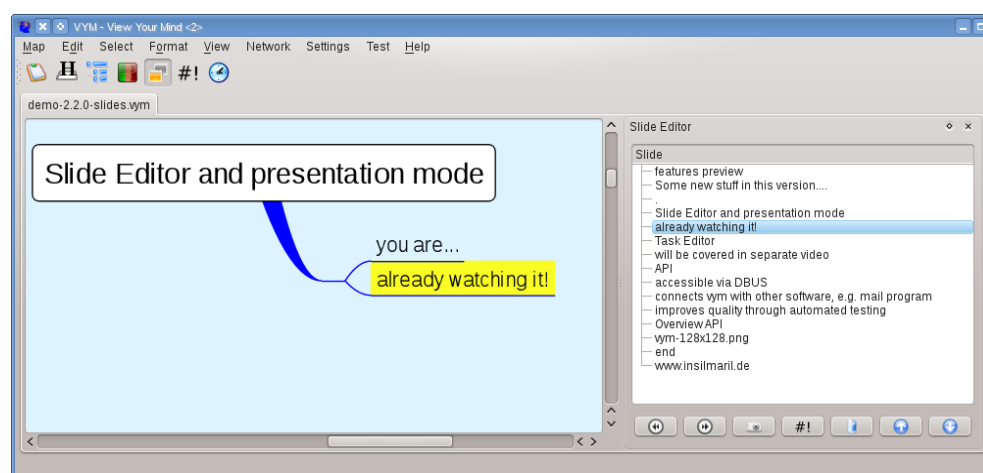 VYM - View Your Mind <2>
Map Edit Select Format View Network Settings Test Help
H #!
demo-2.2.0-slides.vym
Slide Editor and presentation mode
you are...
already watching it!
Slide Editor
Slide
features preview
Some new stuff in this version....
.
Slide Editor and presentation mode
already watching it!
Task Editor
will be covered in separate video
API
accessible via DBUS
connects vym with other software, e.g. mail program
improves quality through automated testing
Overview API
vym-128x128.png
end
www.insilmaril.de
#!